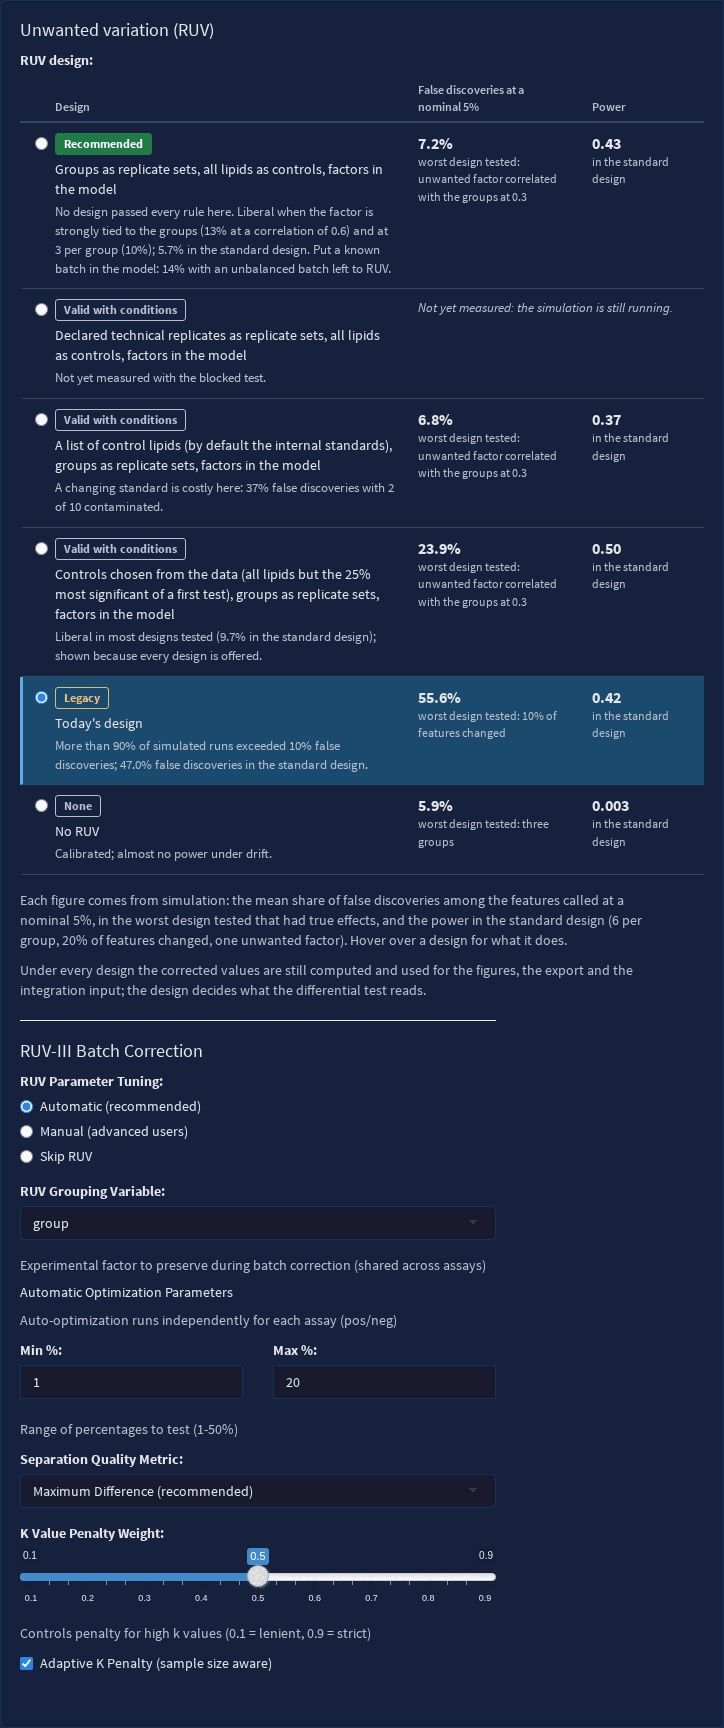 Unwanted variation (RUV)
RUV design:
Design
False discoveries at a
nominal 5%
Power
Recommended
Groups as replicate sets, all lipids as controls, factors in
the model
No design passed every rule here. Liberal when the factor is
strongly tied to the groups (13% at a correlation of 0.6) and at
3 per group (10%); 5.7% in the standard design. Put a known
batch in the model: 14% with an unbalanced batch left to RUV.
7.2%
worst design tested:
unwanted factor correlated
with the groups at 0.3
0.43
in the standard
design
Valid with conditions
Declared technical replicates as replicate sets, all lipids
as controls, factors in the model
Not yet measured with the blocked test.
Not yet measured: the simulation is still running.
Valid with conditions
A list of control lipids (by default the internal standards),
groups as replicate sets, factors in the model
A changing standard is costly here: 37% false discoveries with 2
of 10 contaminated.
6.8%
worst design tested:
unwanted factor correlated
with the groups at 0.3
0.37
in the standard
design
Valid with conditions
Controls chosen from the data (all lipids but the 25%
most significant of a first test), groups as replicate sets,
factors in the model
Liberal in most designs tested (9.7% in the standard design);
shown because every design is offered.
23.9%
worst design tested:
unwanted factor correlated
with the groups at 0.3
0.50
in the standard
design
Legacy
Today's design
More than 90% of simulated runs exceeded 10% false
discoveries; 47.0% false discoveries in the standard design.
55.6%
worst design tested: 10% of
features changed
0.42
in the standard
design
None
No RUV
Calibrated; almost no power under drift.
5.9%
worst design tested: three
groups
0.003
in the standard
design
Each figure comes from simulation: the mean share of false discoveries among the features called at a
nominal 5%, in the worst design tested that had true effects, and the power in the standard design (6 per
group, 20% of features changed, one unwanted factor). Hover over a design for what it does.
Under every design the corrected values are still computed and used for the figures, the export and the
integration input; the design decides what the differential test reads.
RUV-III Batch Correction
RUV Parameter Tuning:
Automatic (recommended)
Manual (advanced users)
Skip RUV
RUV Grouping Variable:
group
Experimental factor to preserve during batch correction (shared across assays)
Automatic Optimization Parameters
Auto-optimization runs independently for each assay (pos/neg)
Min %:
Max %:
1
20
Range of percentages to test (1-50%)
Separation Quality Metric:
Maximum Difference (recommended)
K Value Penalty Weight:
0.1
0.5
0.9
0.1 0.2 0.3 0.4 0.5 0.6 0.7 0.8 0.9
Controls penalty for high k values (0.1 = lenient, 0.9 = strict)
Adaptive K Penalty (sample size aware)